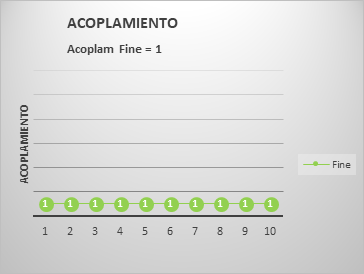 ACOPLAMIENTO
Acoplam Fine = 1
ACOPLAMIENTO
1 1 1 1 1 1 1 1 1 1
1 2 3 4 5 6 7 8 9 10
Fine